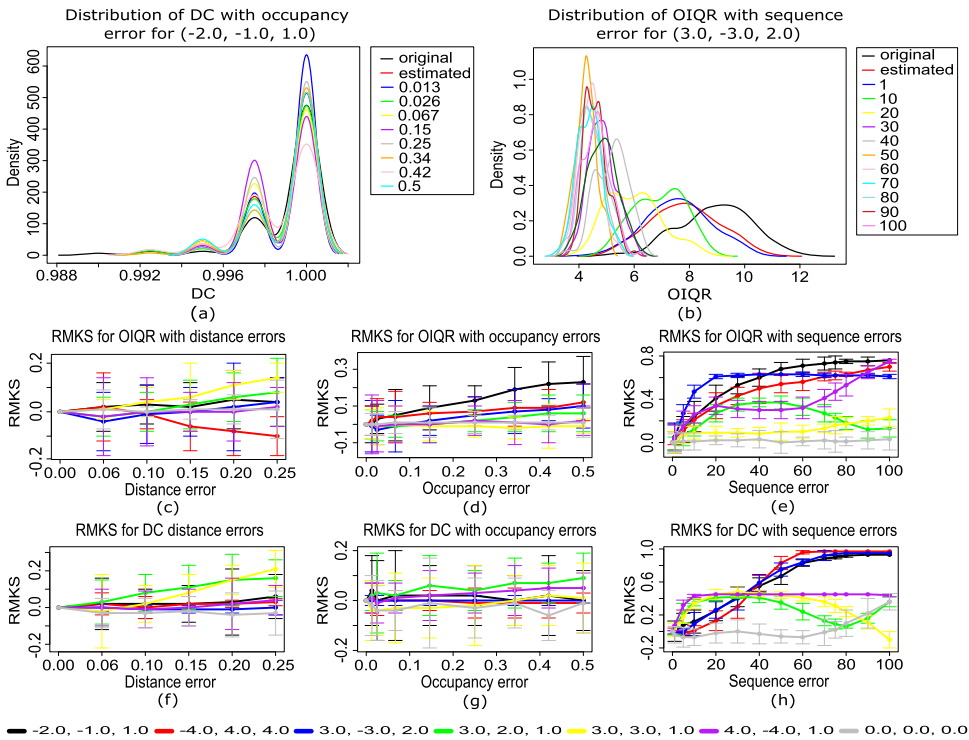 Distribution of DC with occupancy
error for (-2.0, -1.0, 1.0)
Density
0 100 200 300 400 500 600
0.988 0.992 0.996 1.000
DC
(a)
original
estimated
0.013
0.026
0.067
0.15
0.25
0.34
0.42
0.5
Distribution of OIQR with sequence
error for (3.0, -3.0, 2.0)
Density
0.0 0.2 0.4 0.6 0.8 1.0
4 6 8 10 12
OIQR
(b)
original
estimated
1
10
20
30
40
50
60
70
80
90
100
RMKS for OIQR with distance errors
RMKS
-0.2 0.0 0.2
0.00 0.06 0.10 0.15 0.20 0.25
Distance error
(c)
RMKS for OIQR with occupancy errors
RMKS
-0.1 0.1 0.3
0.0 0.1 0.2 0.3 0.4 0.5
Occupancy error
(d)
RMKS for OIQR with sequence errors
RMKS
0.0 0.4 0.8
0 20 40 60 80 100
Sequence error
(e)
RMKS for DC distance errors
RMKS
-0.2 0.0 0.2
0.00 0.06 0.10 0.15 0.20 0.25
Distance error
(f)
RMKS for DC with occupancy errors
RMKS
-0.2 0.0 0.2
0.0 0.1 0.2 0.3 0.4 0.5
Occupancy error
(g)
RMKS for DC with sequence errors
RMKS
-0.2 0.2 0.6 1.0
0 20 40 60 80 100
Sequence error
(h)
-2.0, -1.0, 1.0 -4.0, 4.0, 4.0 3.0, -3.0, 2.0 3.0, 2.0, 1.0 3.0, 3.0, 1.0 4.0, -4.0, 1.0 0.0, 0.0, 0.0